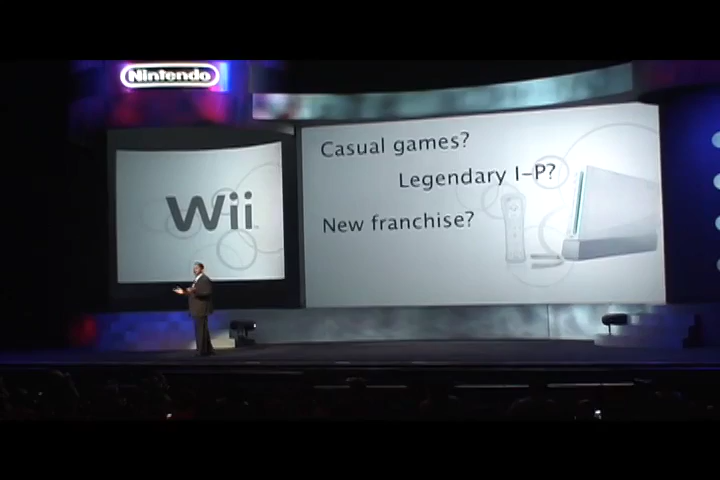 Nintendo
Wii
Casual games?
Legendary I-P?
New franchise?